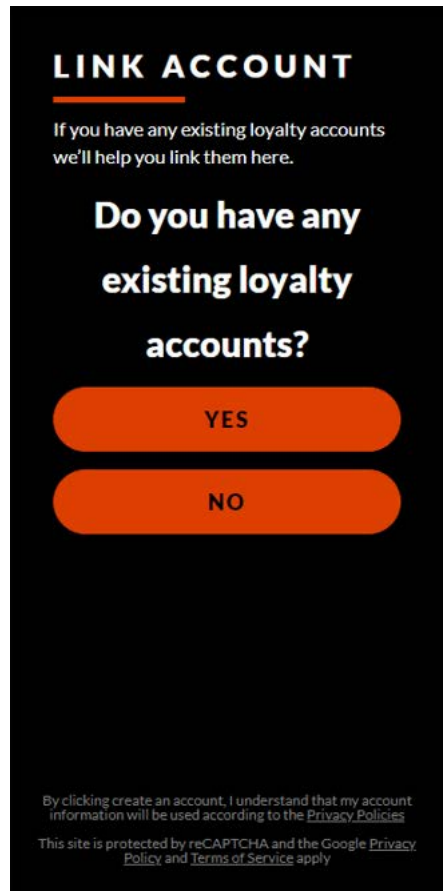 LINK ACCOUNT
If you have any existing loyalty accounts
we'll help you link them here.
Do you have any
existing loyalty
accounts?
YES
NO
By clicking create an account, I understand that my account
information will be used according to the Privacy Policies
This site is protected by reCAPTCHA and the Google Privacy
Policy and Terms of Service apply